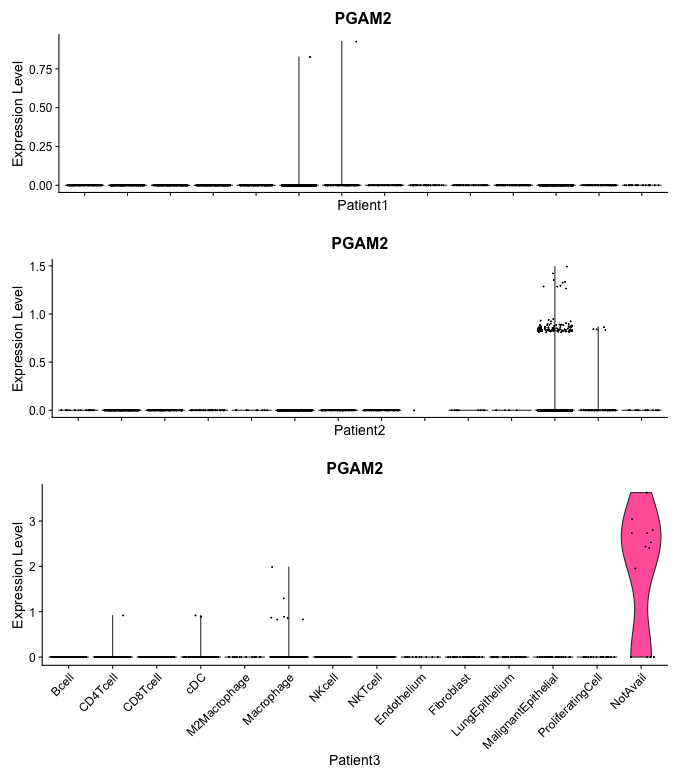 PGAM2
Expression Level
0.75
0.50
0.25
0.00
Patient1
PGAM2
Expression Level
1.5
1.0
0.5
0.0
Patient2
PGAM2
Expression Level
3
2
1
0
Bcell
CD4Tcell
CD8Tcell
cDC
M2Macrophage
Macrophage
NKcell
NKTcell
Endothelium
Fibroblast
LungEpithelium
MalignantEpithelial
ProliferatingCell
NotAvail
Patient3